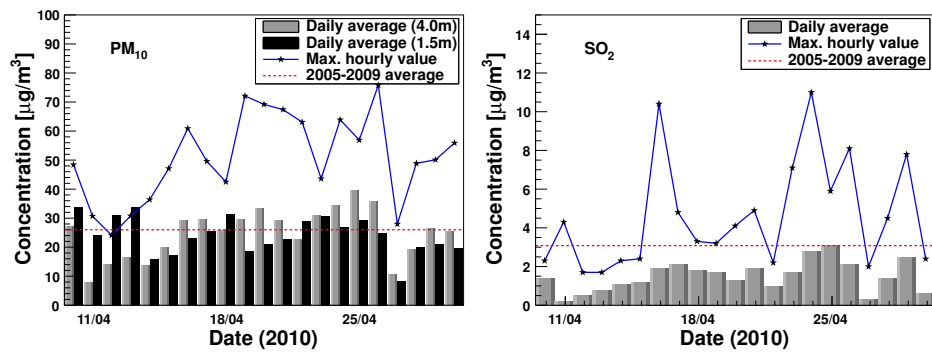 100
90
80
70
60
50
40
30
20
10
0
Concentration [μg/m³]
PM₁₀
Daily average (4.0m)
Daily average (1.5m)
Max. hourly value
2005-2009 average
11/04
18/04
25/04
Date (2010)
14
12
10
8
6
4
2
0
Concentration [μg/m³]
SO₂
Daily average
Max. hourly value
2005-2009 average
11/04
18/04
25/04
Date (2010)